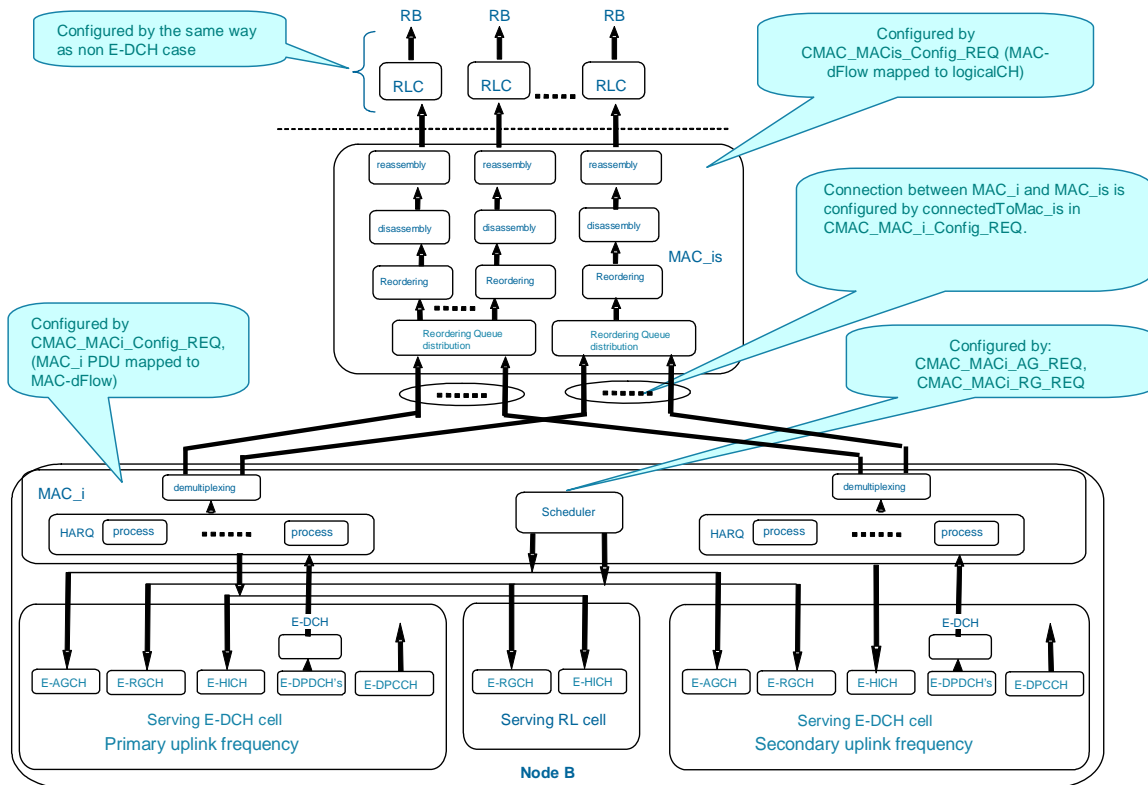 RB
RB
RB
Configured by the same way
as non E-DCH case
Configured by
CMAC_MACis_Config_REQ (MAC-
dFlow mapped to logicalCH)
RLC
RLC
RLC
reassembly
reassembly
reassembly
Connection between MAC_i and MAC_is is
configured by connectedToMac_is in
CMAC_MAC_i_Config_REQ.
disassembly
disassembly
disassembly
MAC_is
Reordering
Reordering
Reordering
Configured by
CMAC_MACi_Config_REQ,
(MAC_i PDU mapped to
MAC-dFlow)
Reordering Queue
distribution
Reordering Queue
distribution
Configured by:
CMAC_MACi_AG_REQ,
CMAC_MACi_RG_REQ
MAC_i
demultiplexing
demultiplexing
Scheduler
HARQ
process
process
HARQ
process
process
E-DCH
E-DCH
E-AGCH
E-RGCH
E-HICH
E-DPDCH's
E-DPCCH
E-RGCH
E-HICH
E-AGCH
E-RGCH
E-HICH
E-DPDCH's
E-DPCCH
Serving E-DCH cell
Primary uplink frequency
Serving RL cell
Serving E-DCH cell
Secondary uplink frequency
Node B